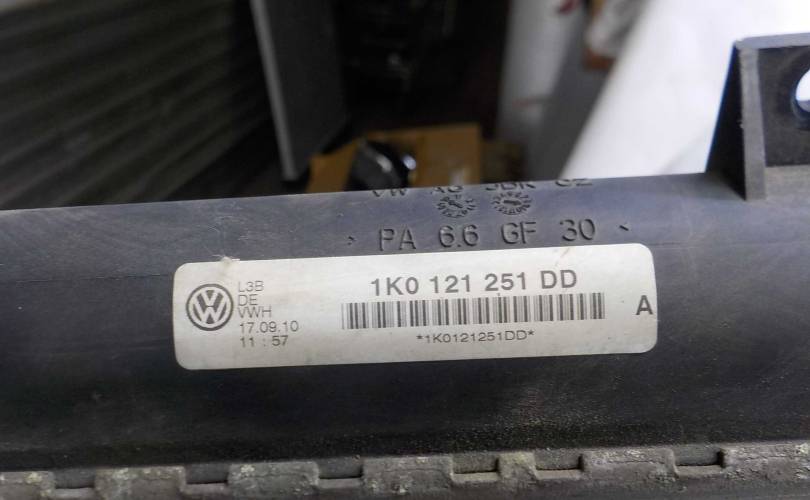 > PA 6.6 GF 30 <
L3B
DE
VWH
17.09.10
11 : 57
1K0 121 251 DD
*1K0121251DD*
A